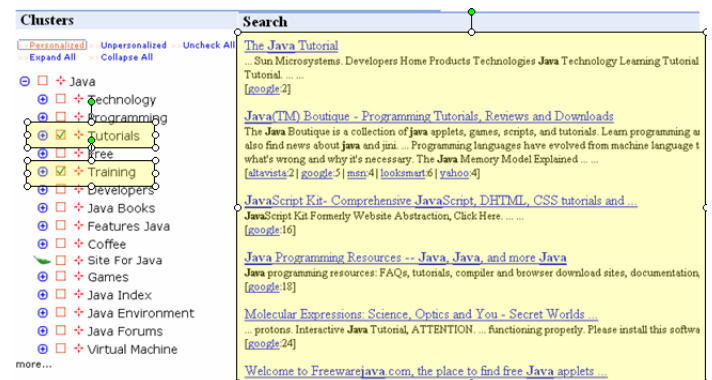 Clusters
Personalized Unpersonalized Uncheck All
Expand All Collapse All
Java
Technology
Programming
Tutorials
Free
Training
Developers
Java Books
Features Java
Coffee
Site For Java
Games
Java Index
Java Environment
Java Forums
Virtual Machine
more...
Search
The Java Tutorial
... Sun Microsystems. Developers Home Products Technologies Java Technology Learning Tutorial
Tutorial. ... ...
[google:2]
Java(TM) Boutique - Programming Tutorials, Reviews and Downloads
The Java Boutique is a collection of java applets, games, scripts, and tutorials. Learn programming a
also find news about java and jini. ... Programming languages have evolved from machine language t
what's wrong and why it's necessary. The Java Memory Model Explained ... ...
[altavista:2| google:5| msn:4| looksmart:6| yahoo:4]
JavaScript Kit- Comprehensive JavaScript, DHTML, CSS tutorials and ...
JavaScript Kit Formerly Website Abstraction, Click Here. ... ...
[google:16]
Java Programming Resources -- Java, Java, and more Java
Java programming resources: FAQs, tutorials, compiler and browser download sites, documentation,
[google:18]
Molecular Expressions: Science, Optics and You - Secret Worlds ...
... protons. Interactive Java Tutorial, ATTENTION. ... functioning properly. Please install this softwa
[google:24]
Welcome to Freewarejava.com, the place to find free Java applets ...